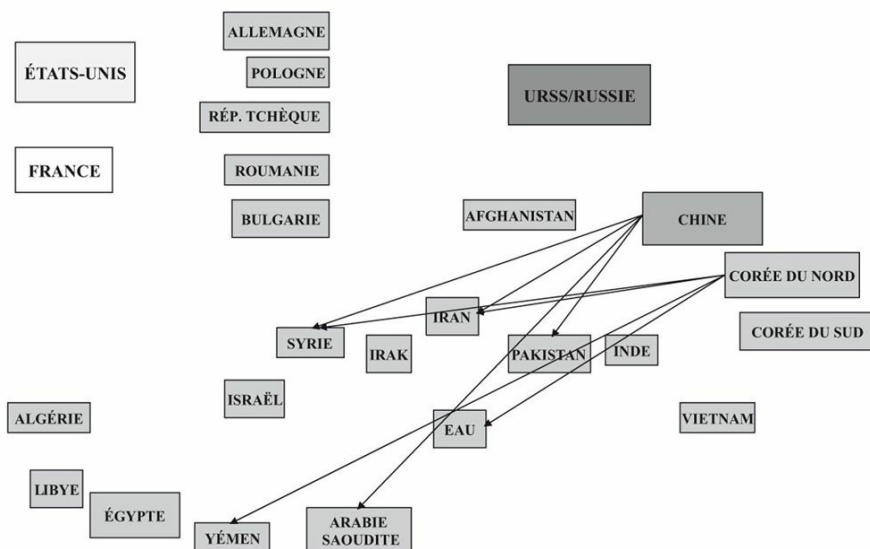 ALLEMAGNE
ÉTATS-UNIS
POLOGNE
URSS/RUSSIE
RÉP. TCHÈQUE
FRANCE
ROUMANIE
BULGARIE
AFGHANISTAN
CHINE
CORÉE DU NORD
IRAN
SYRIE
IRAK
PAKISTAN
INDE
CORÉE DU SUD
ISRAËL
ALGÉRIE
EAU
VIETNAM
LIBYE
ÉGYPTE
YÉMEN
ARABIE
SAOUDITE